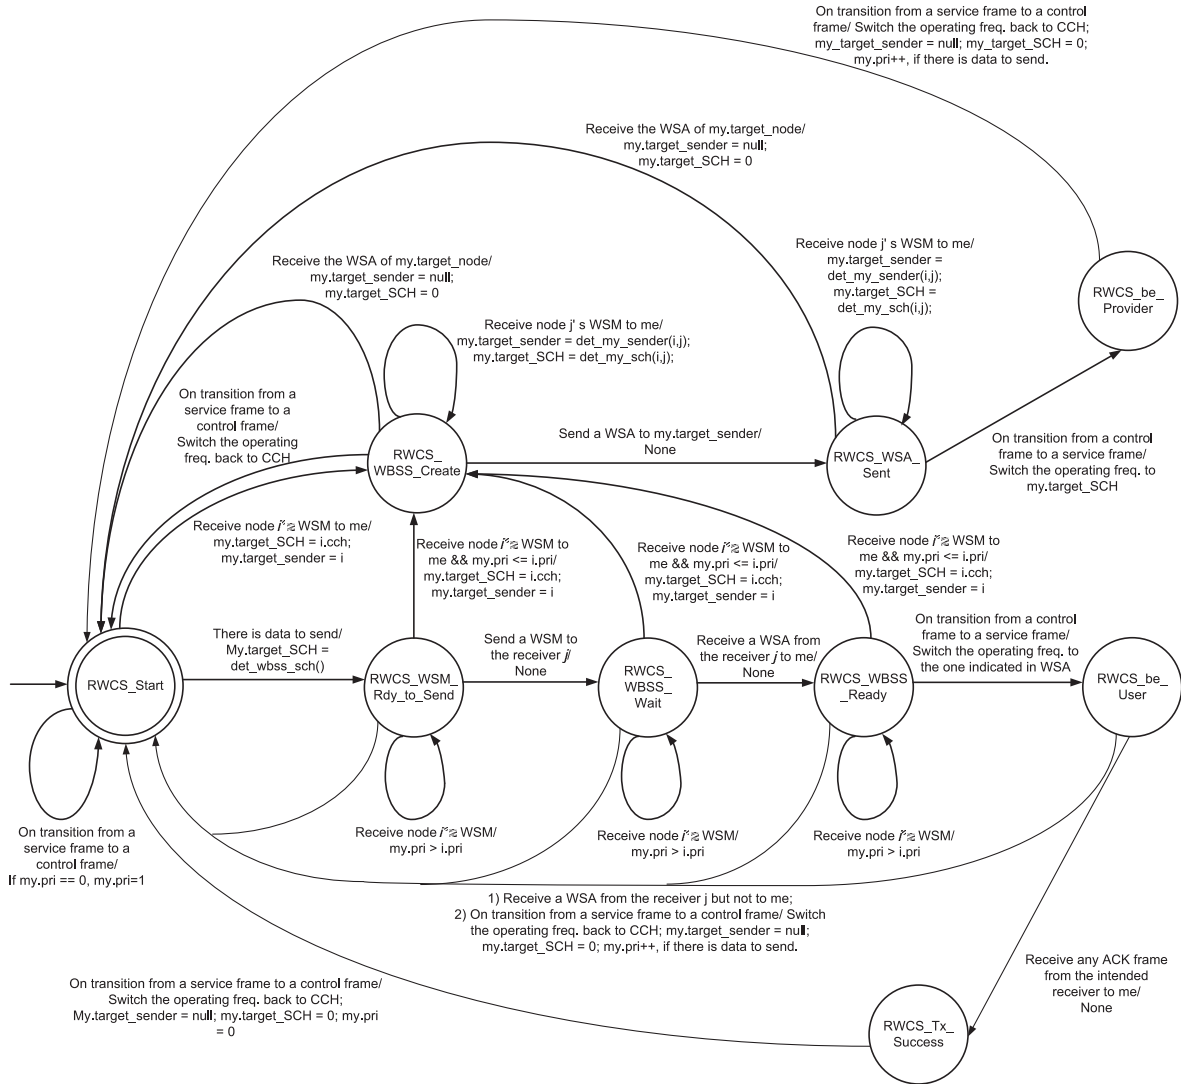 On transition from a service frame to a control
frame/ Switch the operating freq. back to CCH;
my_target_sender = null; my_target_SCH = 0;
my.pri++, if there is data to send.
Receive the WSA of my.target_node/
my.target_sender = null;
my.target_SCH = 0
Receive node j' s WSM to me/
my.target_sender =
det_my_sender(i,j);
my.target_SCH =
det_my_sch(i,j);
RWCS_be_
Provider
Receive the WSA of my.target_node/
my.target_sender = null;
my.target_SCH = 0
Receive node j' s WSM to me/
my.target_sender = det_my_sender(i,j);
my.target_SCH = det_my_sch(i,j);
On transition from a
service frame to a
control frame/
Switch the operating
freq. back to CCH
RWCS_
WBSS_Create
Send a WSA to my.target_sender/
None
RWCS_WSA_
Sent
On transition from a control
frame to a service frame/
Switch the operating freq. to
my.target_SCH
Receive node i's WSM to me/
my.target_SCH = i.cch;
my.target_sender = i
Receive node i's WSM to
me && my.pri <= i.pri/
my.target_SCH = i.cch;
my.target_sender = i
Receive node i's WSM to
me && my.pri <= i.pri/
my.target_SCH = i.cch;
my.target_sender = i
Receive node i's WSM to
me && my.pri <= i.pri/
my.target_SCH = i.cch;
my.target_sender = i
There is data to send/
My.target_SCH =
det_wbss_sch()
Send a WSM to
the receiver j/
None
Receive a WSA from
the receiver j to me/
None
On transition from a control
frame to a service frame/
Switch the operating freq. to
the one indicated in WSA
RWCS_Start
RWCS_WSM_
Rdy_to_Send
RWCS_
WBSS_
Wait
RWCS_WBSS
_Ready
RWCS_be_
User
On transition from a
service frame to a
control frame/
If my.pri == 0, my.pri=1
Receive node i's WSM/
my.pri > i.pri
Receive node i's WSM/
my.pri > i.pri
Receive node i's WSM/
my.pri > i.pri
1) Receive a WSA from the receiver j but not to me;
2) On transition from a service frame to a control frame/ Switch
the operating freq. back to CCH; my.target_sender = null;
my.target_SCH = 0; my.pri++, if there is data to send.
On transition from a service frame to a control frame/
Switch the operating freq. back to CCH;
My.target_sender = null; my.target_SCH = 0; my.pri
= 0
Receive any ACK frame
from the intended
receiver to me/
None
RWCS_Tx_
Success